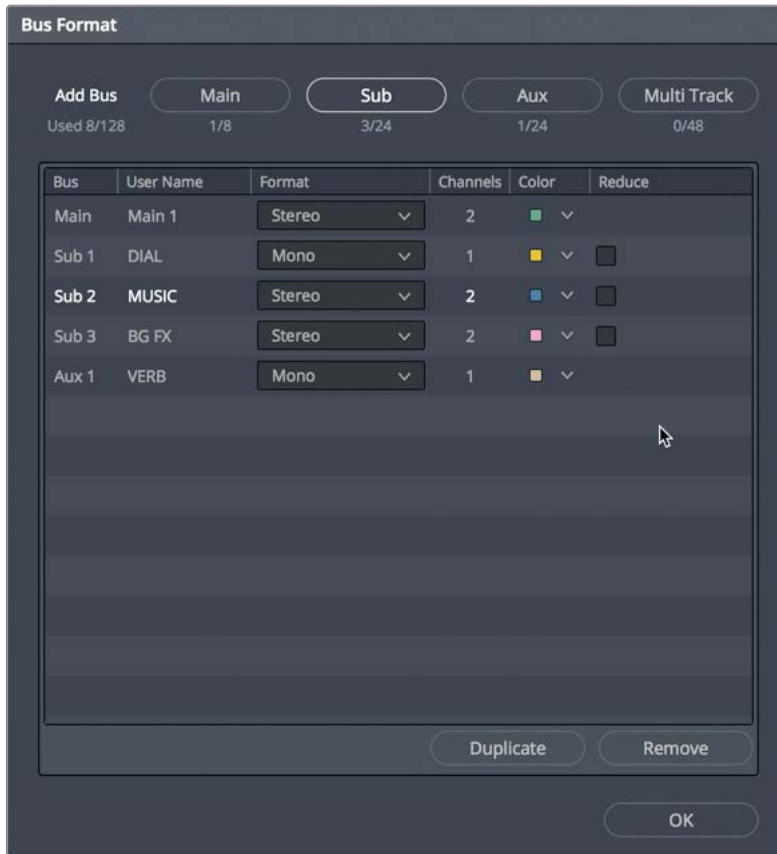 Bus Format
Add Bus Main Sub Aux Multi Track
Used 8/128 1/8 3/24 1/24 0/48
Bus User Name Format Channels Color Reduce
Main Main 1 Stereo 2
Sub 1 DIAL Mono 1
Sub 2 MUSIC Stereo 2
Sub 3 BG FX Stereo 2
Aux 1 VERB Mono 1
Duplicate Remove
OK